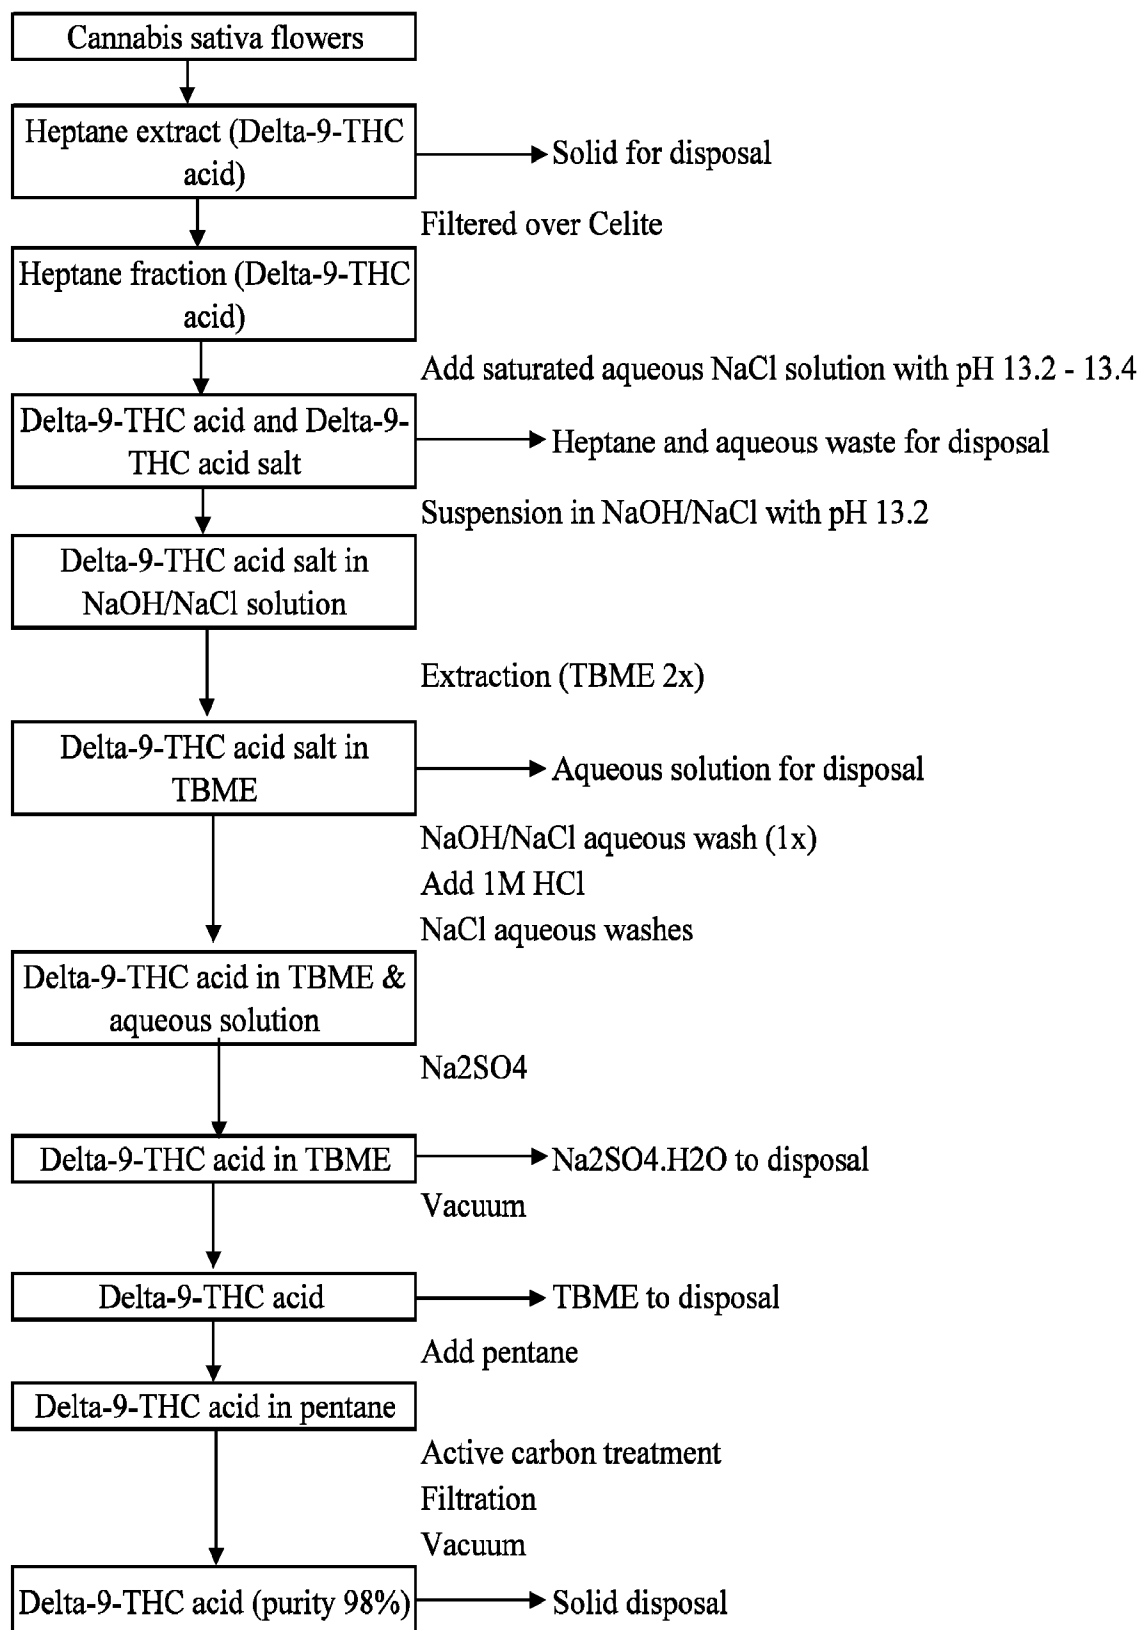 Cannabis sativa flowers
Heptane extract (Delta-9-THC
acid)
Solid for disposal
Filtered over Celite
Heptane fraction (Delta-9-THC
acid)
Add saturated aqueous NaCl solution with pH 13.2 - 13.4
Delta-9-THC acid and Delta-9-
THC acid salt
Heptane and aqueous waste for disposal
Suspension in NaOH/NaCl with pH 13.2
Delta-9-THC acid salt in
NaOH/NaCl solution
Extraction (TBME 2x)
Delta-9-THC acid salt in
TBME
Aqueous solution for disposal
NaOH/NaCl aqueous wash (1x)
Add 1M HCl
NaCl aqueous washes
Delta-9-THC acid in TBME &
aqueous solution
Na2SO4
Delta-9-THC acid in TBME
Na2SO4.H2O to disposal
Vacuum
Delta-9-THC acid
TBME to disposal
Add pentane
Delta-9-THC acid in pentane
Active carbon treatment
Filtration
Vacuum
Delta-9-THC acid (purity 98%)
Solid disposal